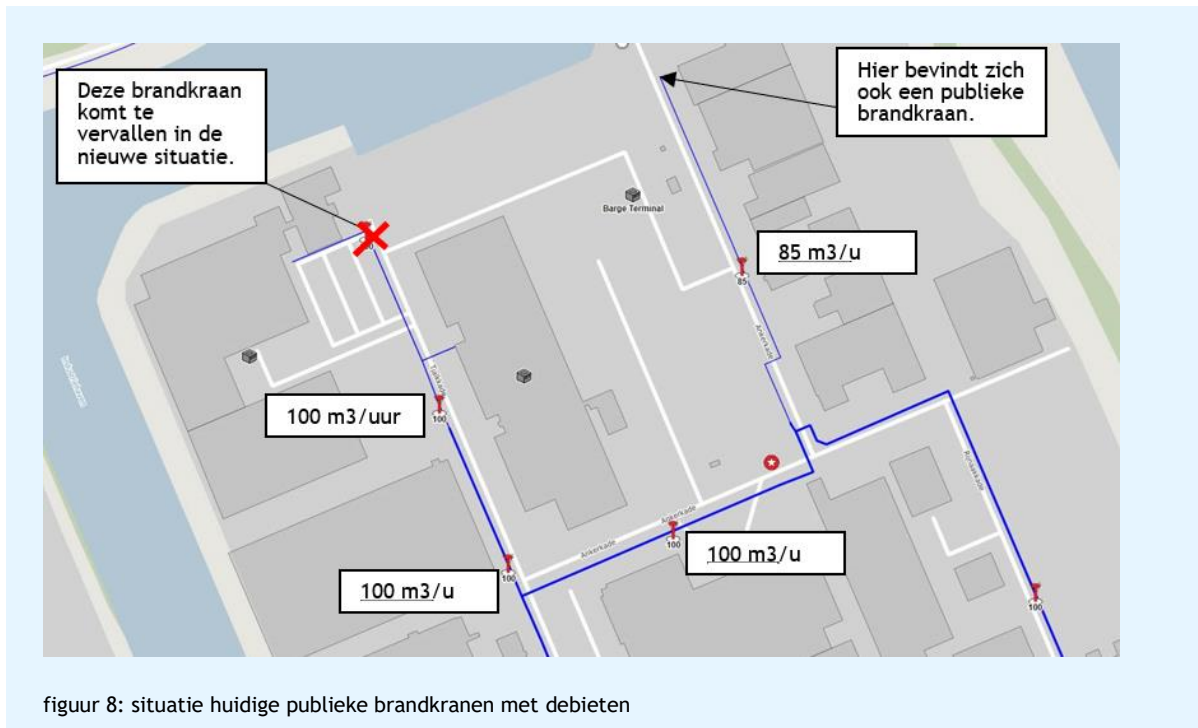 Deze brandkraan
komt te
vervallen in de
nieuwe situatie.
Hier bevindt zich
ook een publieke
brandkraan.
Barge Terminal
85 m3/u
85
Ankerkade
Tjalkkade
100 m3/uur
100
Ankerkade
Ankerkade
100
100 m3/u
100
100 m3/u
100
figuur 8: situatie huidige publieke brandkranen met debieten